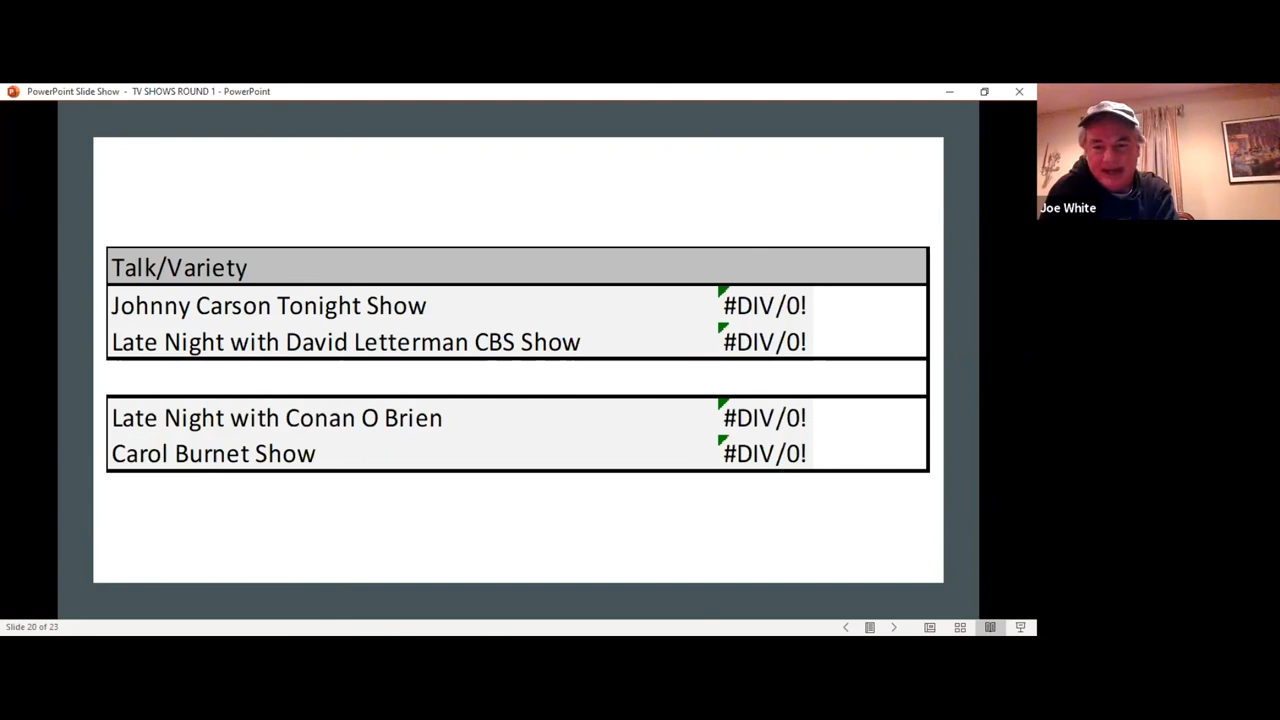 PowerPoint Slide Show - TV SHOWS ROUND 1 - PowerPoint
Joe White
Talk/Variety
Johnny Carson Tonight Show #DIV/0!
Late Night with David Letterman CBS Show #DIV/0!
Late Night with Conan O Brien #DIV/0!
Carol Burnet Show #DIV/0!
Slide 20 of 23